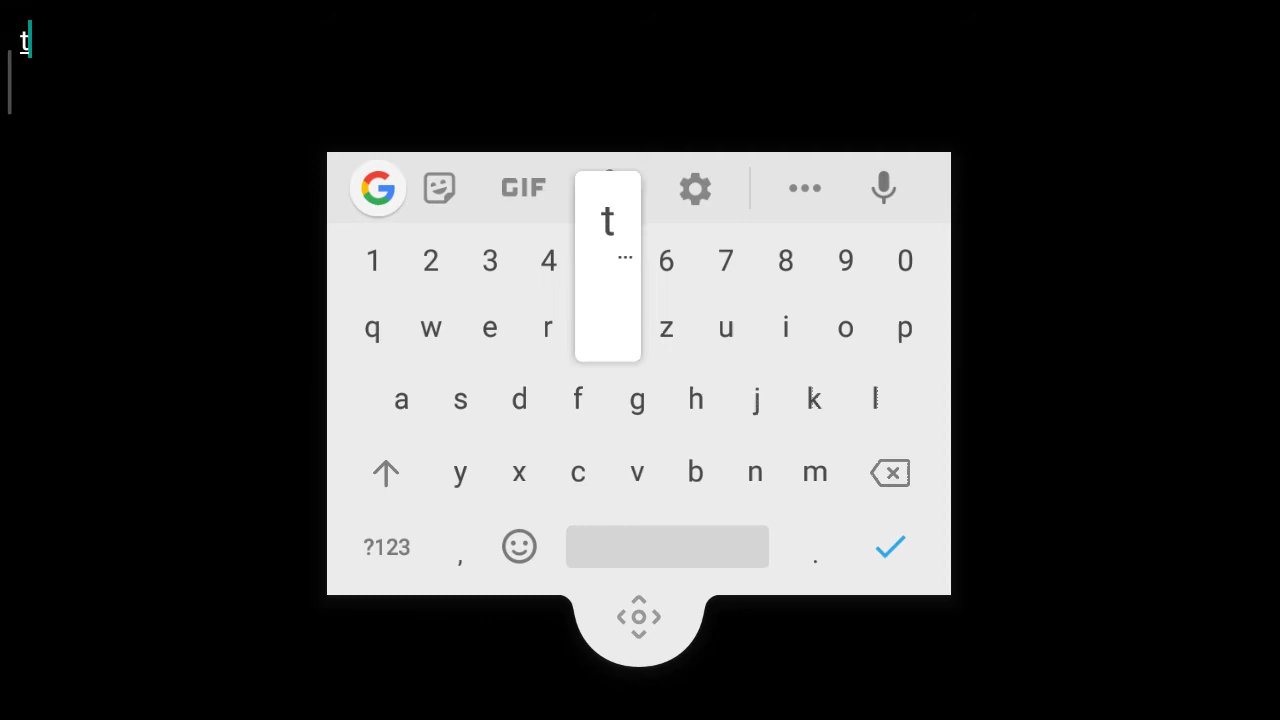 t
GIF
t
...
1 2 3 4 6 7 8 9 0
q w e r z u i o p
a s d f g h j k l
y x c v b n m
?123 , .